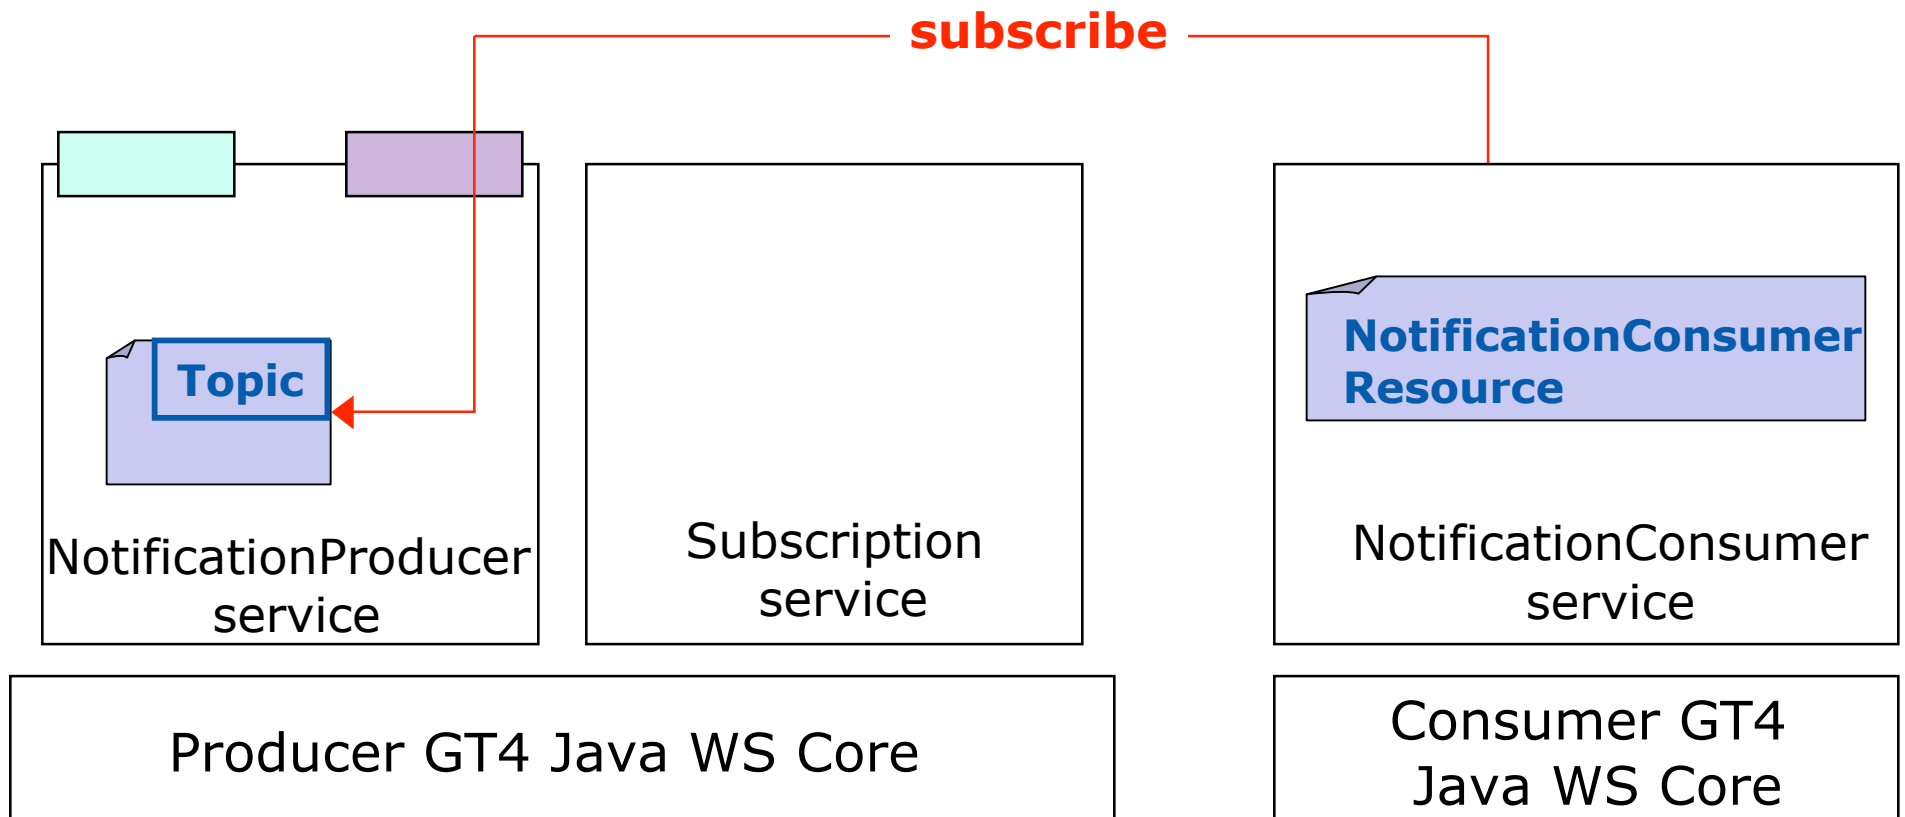 subscribe
Topic
NotificationProducer
service
Subscription
service
NotificationConsumer
Resource
NotificationConsumer
service
Producer GT4 Java WS Core
Consumer GT4
Java WS Core